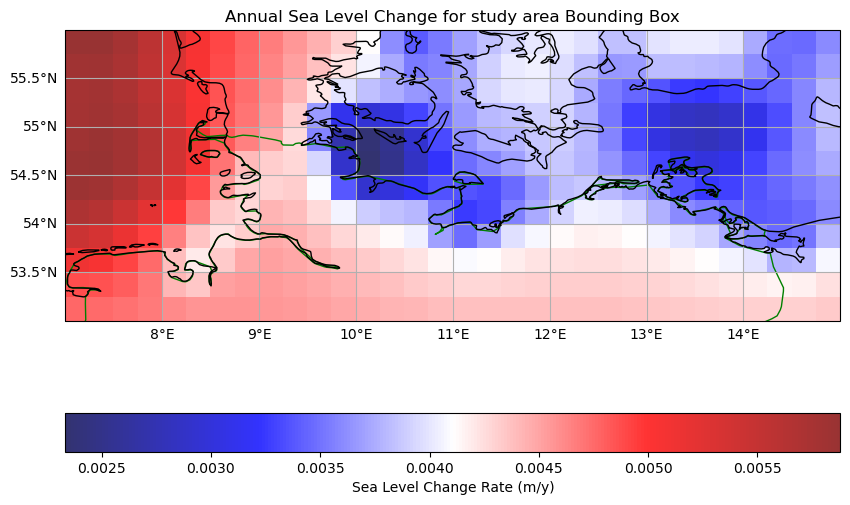 Annual Sea Level Change for study area Bounding Box
55.5°N
55°N
54.5°N
54°N
53.5°N
8°E 9°E 10°E 11°E 12°E 13°E 14°E
0.0025 0.0030 0.0035 0.0040 0.0045 0.0050 0.0055
Sea Level Change Rate (m/y)